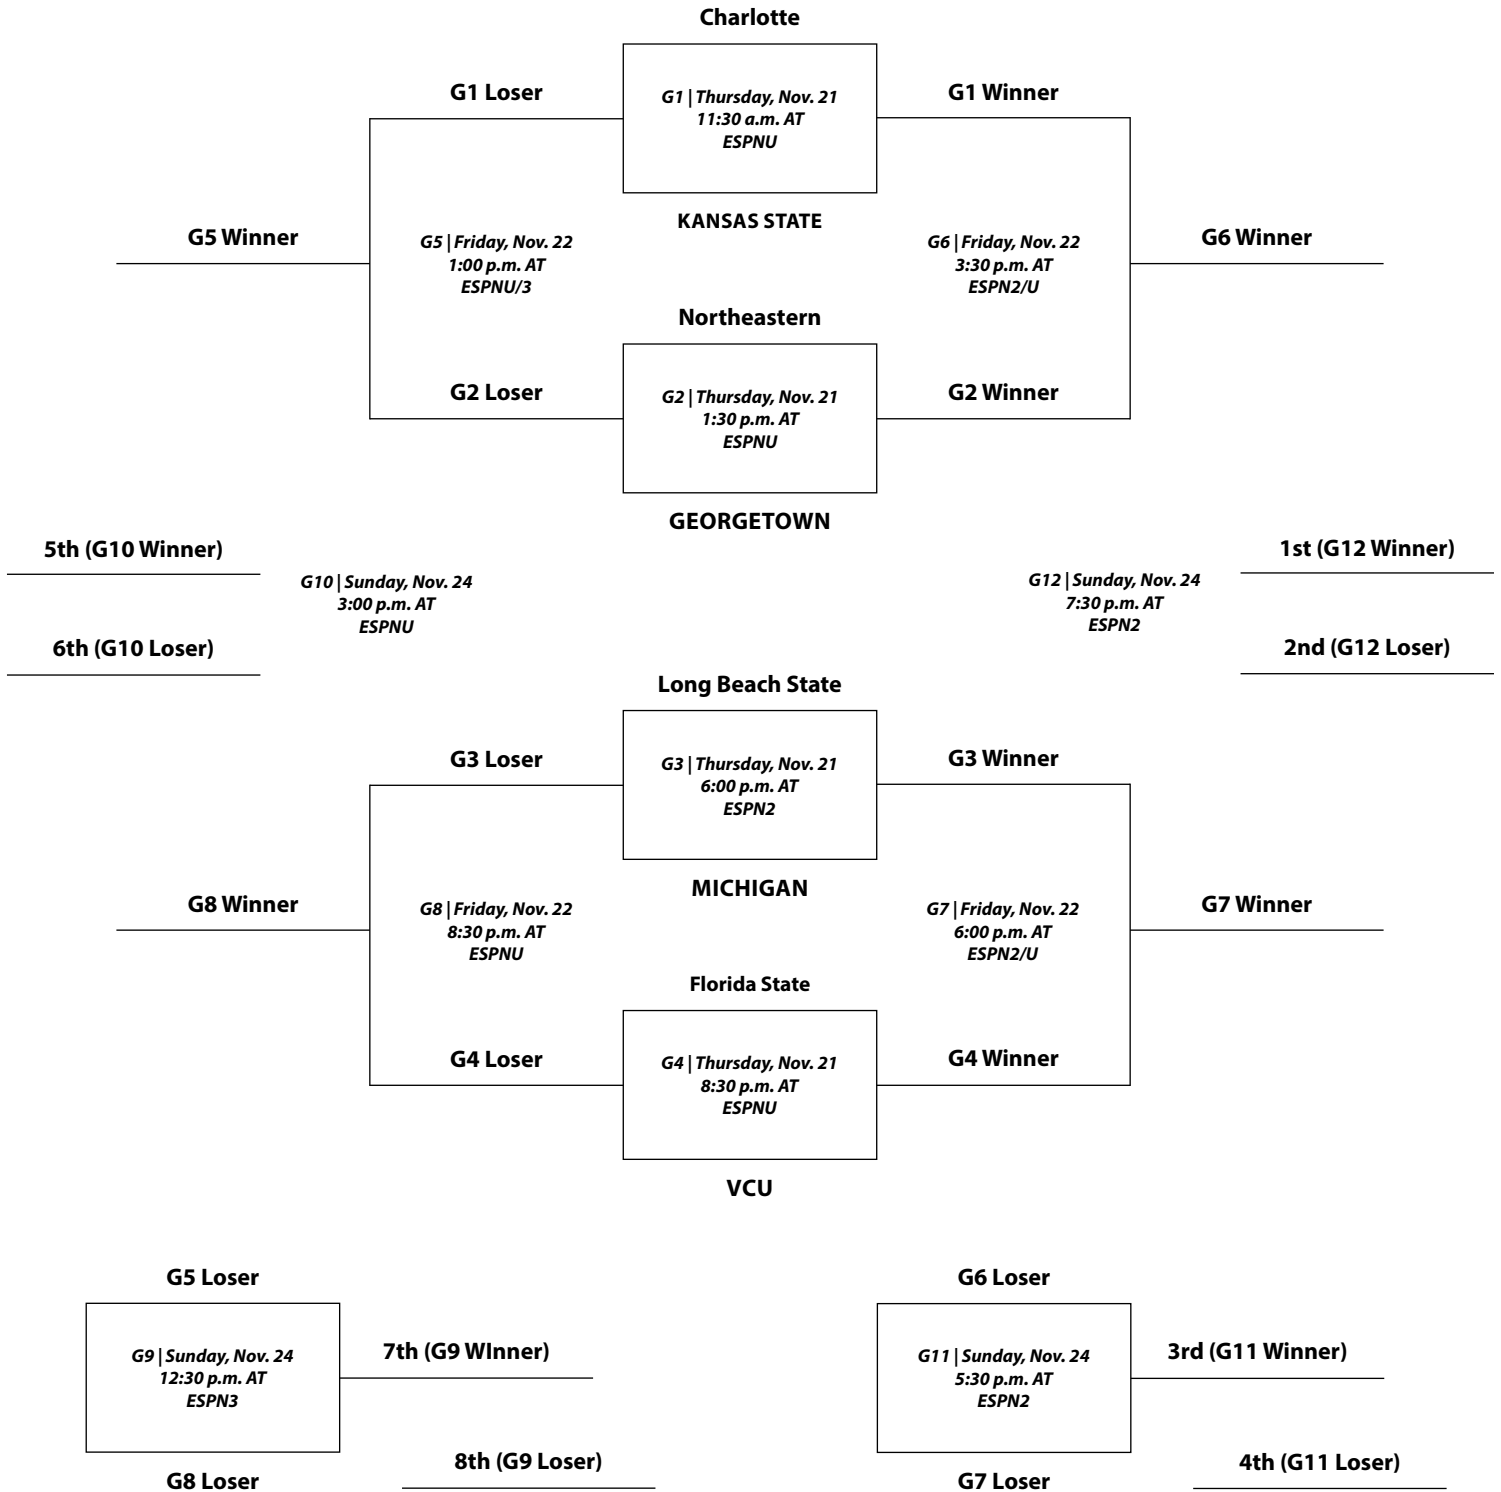 Charlotte
G1 Loser
G1 | Thursday, Nov. 21
11:30 a.m. AT
ESPNU
G1 Winner
KANSAS STATE
G5 Winner
G5 | Friday, Nov. 22
1:00 p.m. AT
ESPNU/3
G6 | Friday, Nov. 22
3:30 p.m. AT
ESPN2/U
G6 Winner
Northeastern
G2 Loser
G2 | Thursday, Nov. 21
1:30 p.m. AT
ESPNU
G2 Winner
GEORGETOWN
5th (G10 Winner)
G10 | Sunday, Nov. 24
3:00 p.m. AT
ESPNU
6th (G10 Loser)
G12 | Sunday, Nov. 24
7:30 p.m. AT
ESPN2
1st (G12 Winner)
2nd (G12 Loser)
Long Beach State
G3 Loser
G3 | Thursday, Nov. 21
6:00 p.m. AT
ESPN2
G3 Winner
MICHIGAN
G8 Winner
G8 | Friday, Nov. 22
8:30 p.m. AT
ESPNU
G7 | Friday, Nov. 22
6:00 p.m. AT
ESPN2/U
G7 Winner
Florida State
G4 Loser
G4 | Thursday, Nov. 21
8:30 p.m. AT
ESPNU
G4 Winner
VCU
G5 Loser
G9 | Sunday, Nov. 24
12:30 p.m. AT
ESPN3
7th (G9 WInner)
8th (G9 Loser)
G8 Loser
G6 Loser
G11 | Sunday, Nov. 24
5:30 p.m. AT
ESPN2
3rd (G11 Winner)
4th (G11 Loser)
G7 Loser